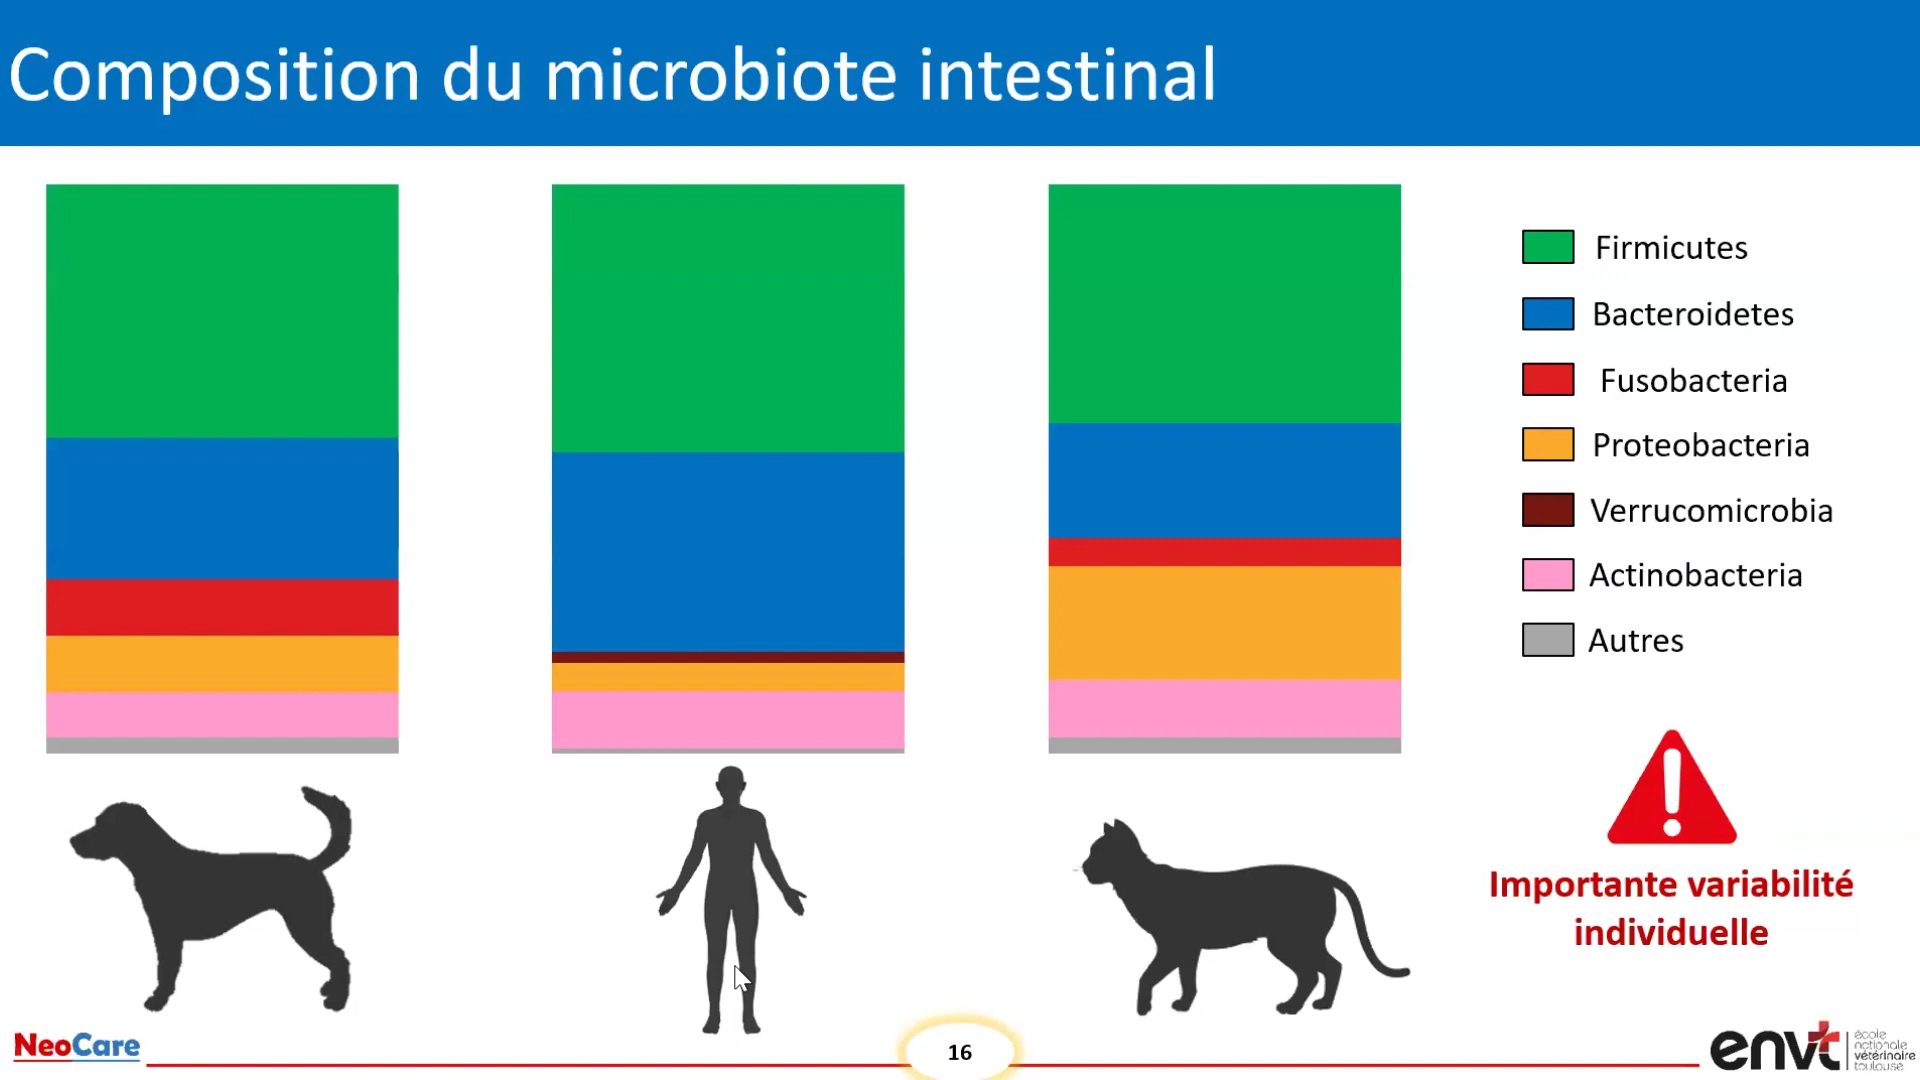 Composition du microbiote intestinal
Firmicutes
Bacteroidetes
Fusobacteria
Proteobacteria
Verrucomicrobia
Actinobacteria
Autres
Importante variabilité
individuelle
NeoCare
16
envt
école
nationale
vétérinaire
toulouse